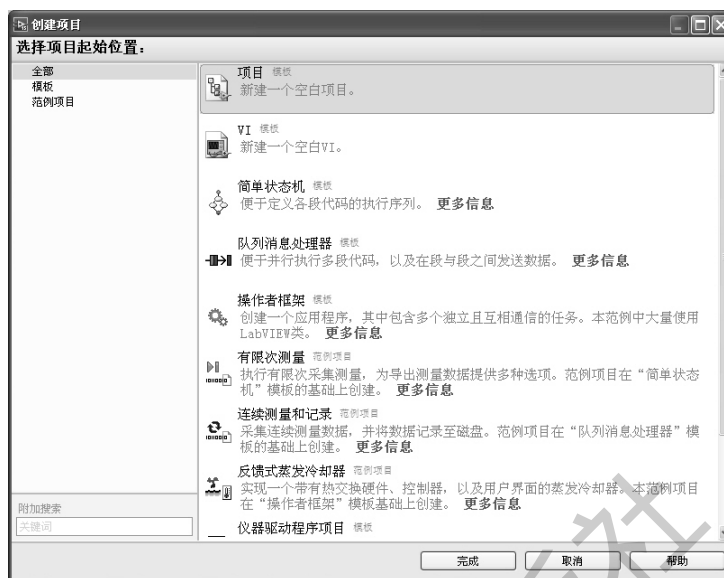 创建项目
选择项目起始位置：
全部
模板
范例项目
项目 模板
新建一个空白项目。
VI 模板
新建一个空白VI。
简单状态机 模板
便于定义各段代码的执行序列。 更多信息
队列消息处理器 模板
便于并行执行多段代码，以及在段与段之间发送数据。 更多信息
操作者框架 模板
创建一个应用程序，其中包含多个独立且互相通信的任务。本范例中大量使用
LabVIEW类。 更多信息
有限次测量 范例项目
执行有限次采集测量，为导出测量数据提供多种选项。范例项目在“简单状态
机”模板的基础上创建。 更多信息
连续测量和记录 范例项目
采集连续测量数据，并将数据记录至磁盘。范例项目在“队列消息处理器”模
板的基础上创建。 更多信息
反馈式蒸发冷却器 范例项目
实现一个带有热交换硬件、控制器，以及用户界面的蒸发冷却器。本范例项目
在“操作者框架”模板基础上创建。 更多信息
仪器驱动程序项目 模板
附加搜索
关键词
完成 取消 帮助
社